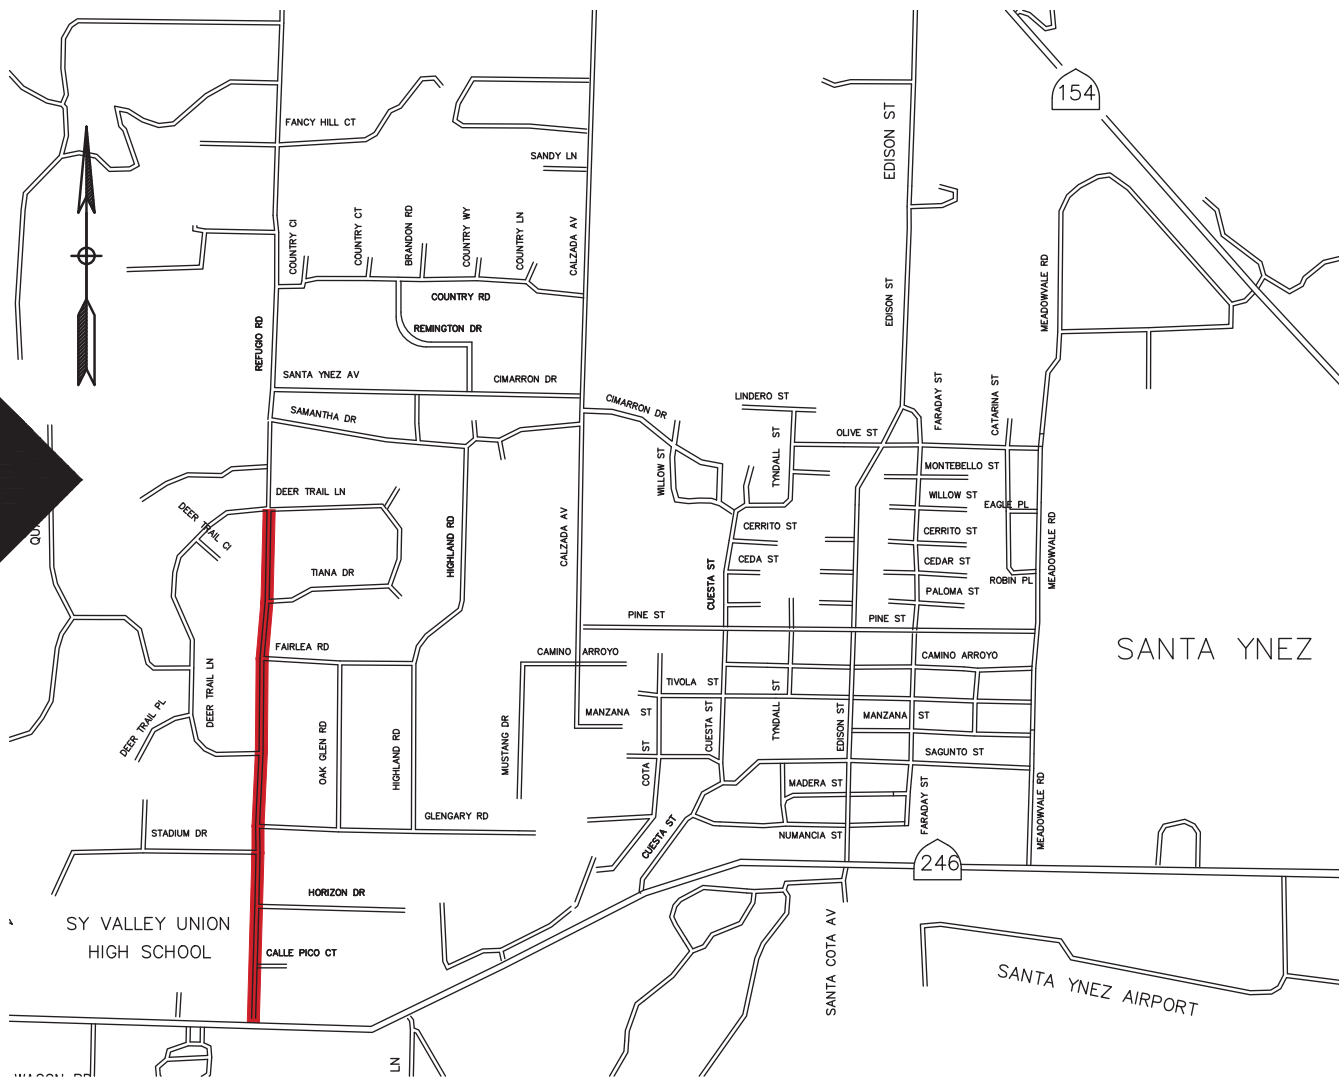 154
EDISON ST
FANCY HILL CT
SANDY LN
COUNTRY CI
COUNTRY CT
BRANDON RD
COUNTRY WY
COUNTRY LN
CALZADA AV
COUNTRY RD
REMINGTON DR
REFUGIO RD
EDISON ST
MEADOWVALE RD
SANTA YNEZ AV
CIMARRON DR
SAMANTHA DR
CIMARRON DR
LINDERO ST
FARADAY ST
CATARINA ST
OLIVE ST
TYNDALL ST
WILLOW ST
MONTEBELLO ST
WILLOW ST
EAGLE PL
DEER TRAIL LN
DEER TRAIL CI
HIGHLAND RD
CALZADA AV
CERRITO ST
CERRITO ST
MEADOWVALE RD
CEDA ST
CEDAR ST
CUESTA ST
ROBIN PL
TIANA DR
PALOMA ST
PINE ST
PINE ST
FAIRLEA RD
CAMINO ARROYO
CAMINO ARROYO
SANTA YNEZ
DEER TRAIL LN
DEER TRAIL PL
TIVOLA ST
TYNDALL ST
MANZANA ST
MANZANA ST
CUESTA ST
EDISON ST
OAK GLEN RD
HIGHLAND RD
MUSTANG DR
COTA ST
SAGUNTO ST
MADERA ST
FARADAY ST
MEADOWVALE RD
GLENGARY RD
STADIUM DR
CUESTA ST
NUMANCIA ST
246
HORIZON DR
SY VALLEY UNION
HIGH SCHOOL
CALLE PICO CT
SANTA COTA AV
SANTA YNEZ AIRPORT
LN